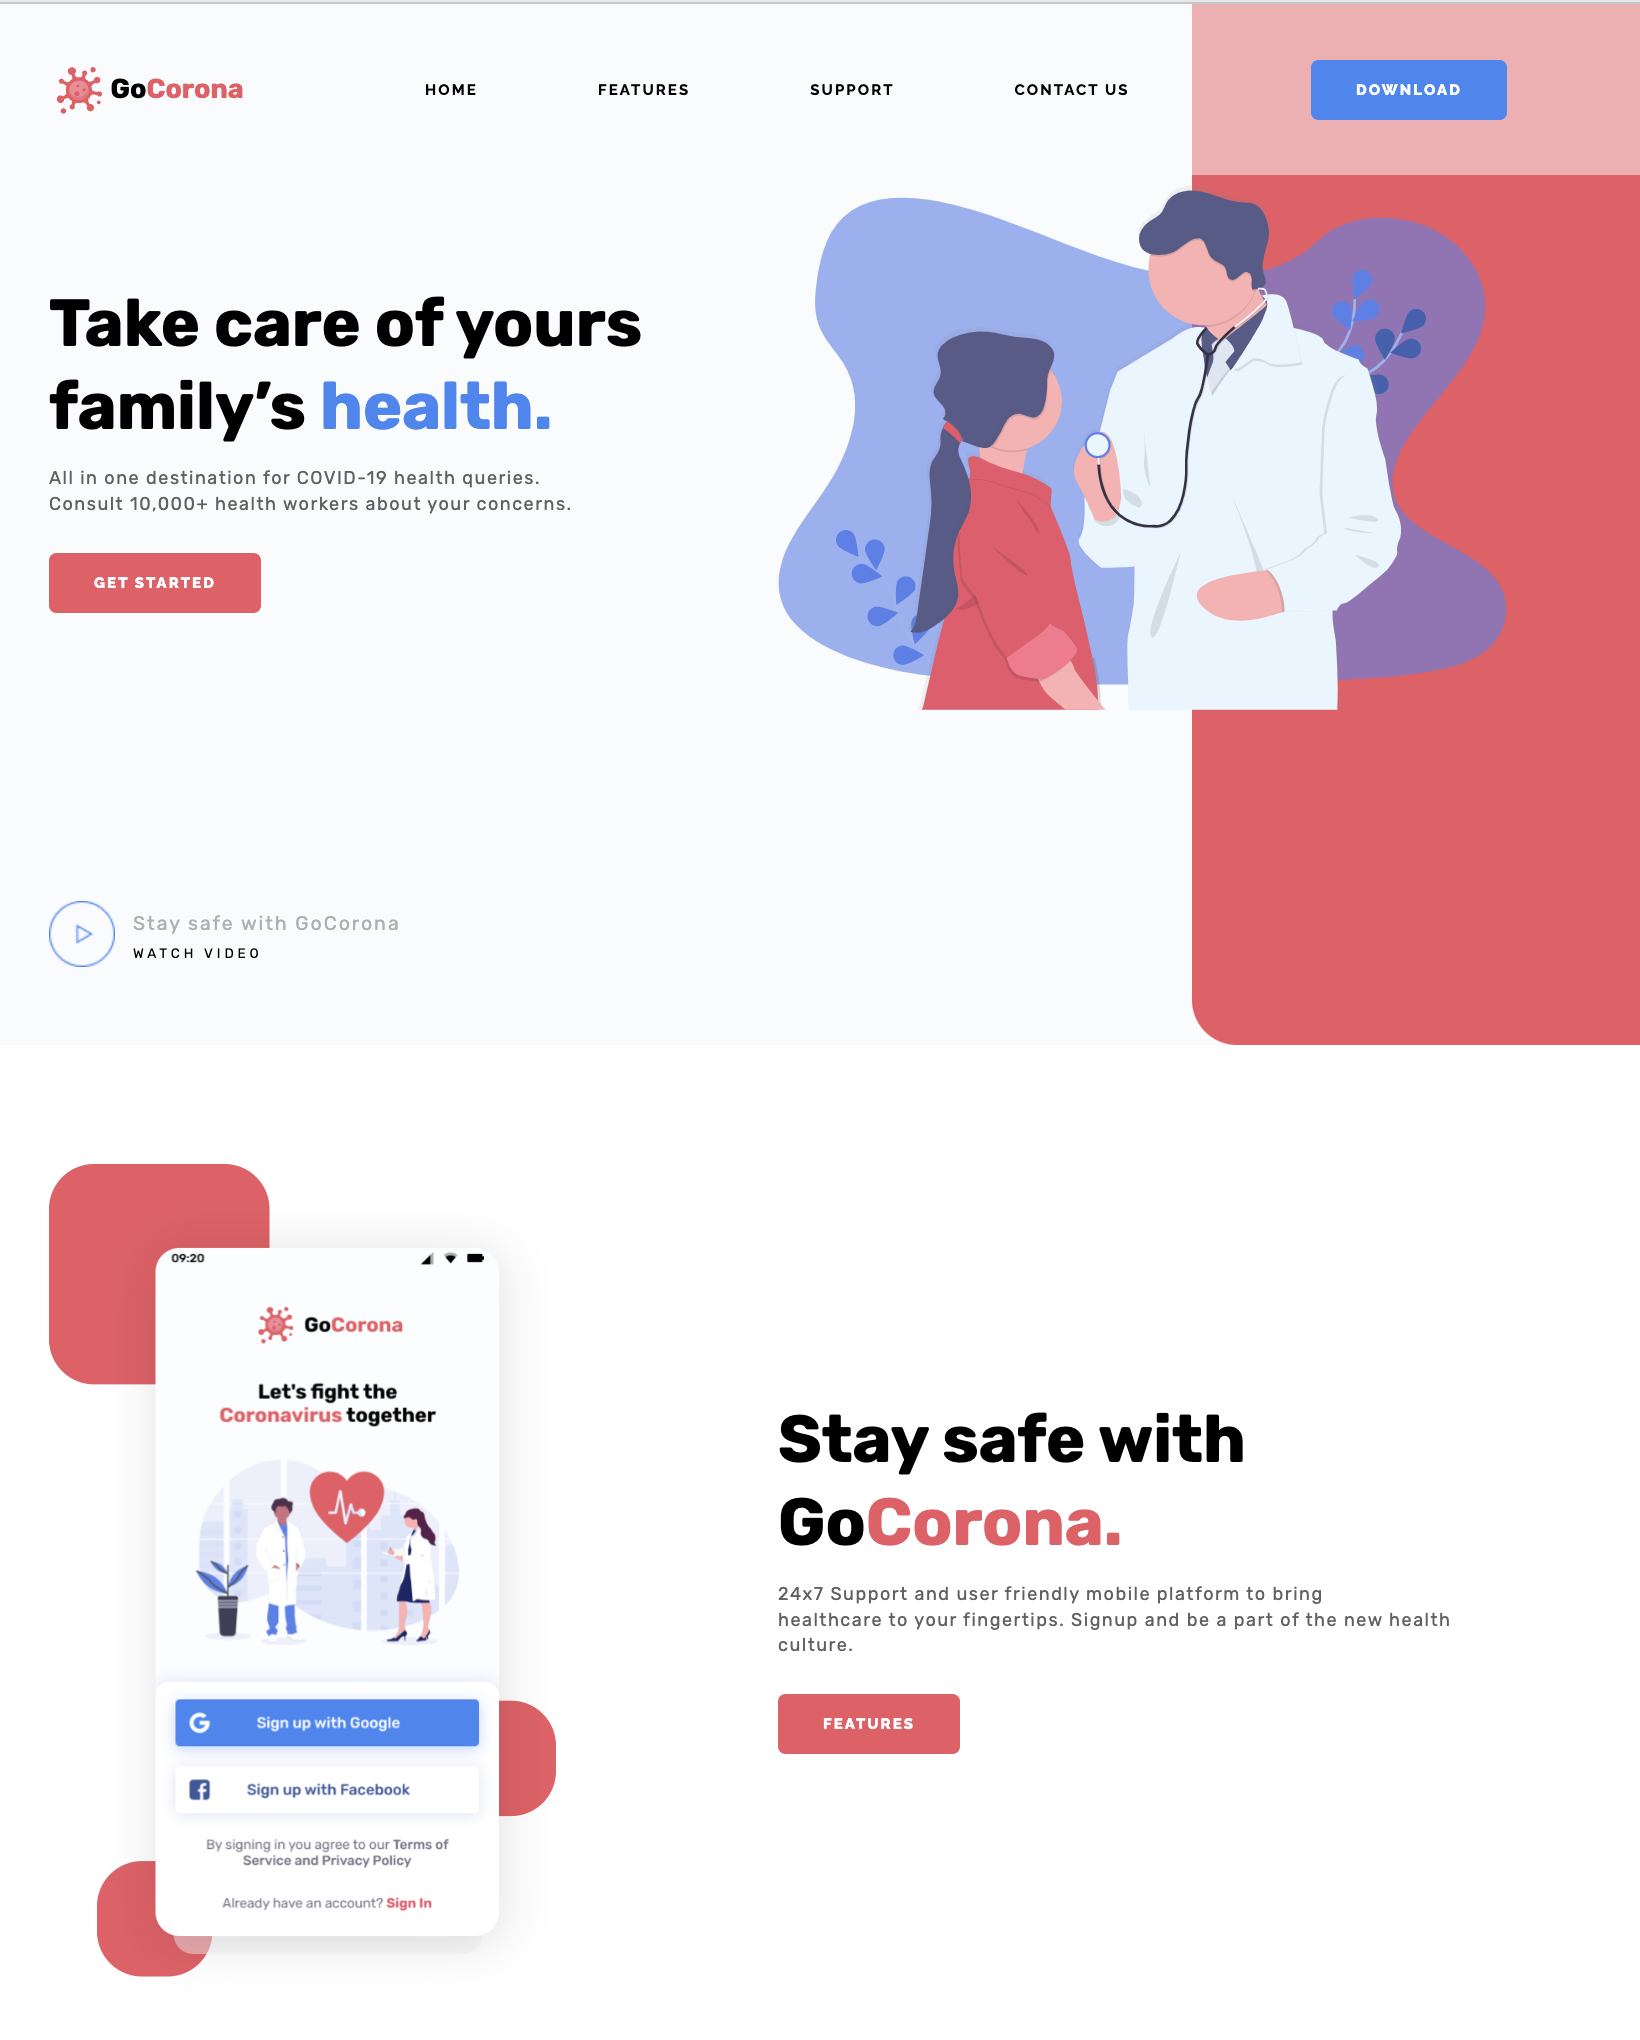 GoCorona
HOME FEATURES SUPPORT CONTACT US DOWNLOAD
Take care of yours
family’s health.
All in one destination for COVID-19 health queries.
Consult 10,000+ health workers about your concerns.
GET STARTED
Stay safe with GoCorona
WATCH VIDEO
09:20
GoCorona
Let's fight the
Coronavirus together
Sign up with Google
Sign up with Facebook
By signing in you agree to our Terms of
Service and Privacy Policy
Already have an account? Sign In
Stay safe with
GoCorona.
24x7 Support and user friendly mobile platform to bring
healthcare to your fingertips. Signup and be a part of the new health
culture.
FEATURES